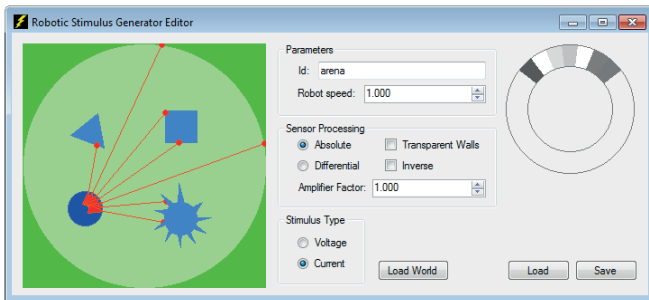 Robotic Stimulus Generator Editor
Parameters
Id: arena
Robot speed: 1.000
Sensor Processing
Absolute Transparent Walls
Differential Inverse
Amplifier Factor: 1.000
Stimulus Type
Voltage
Current Load World Load Save